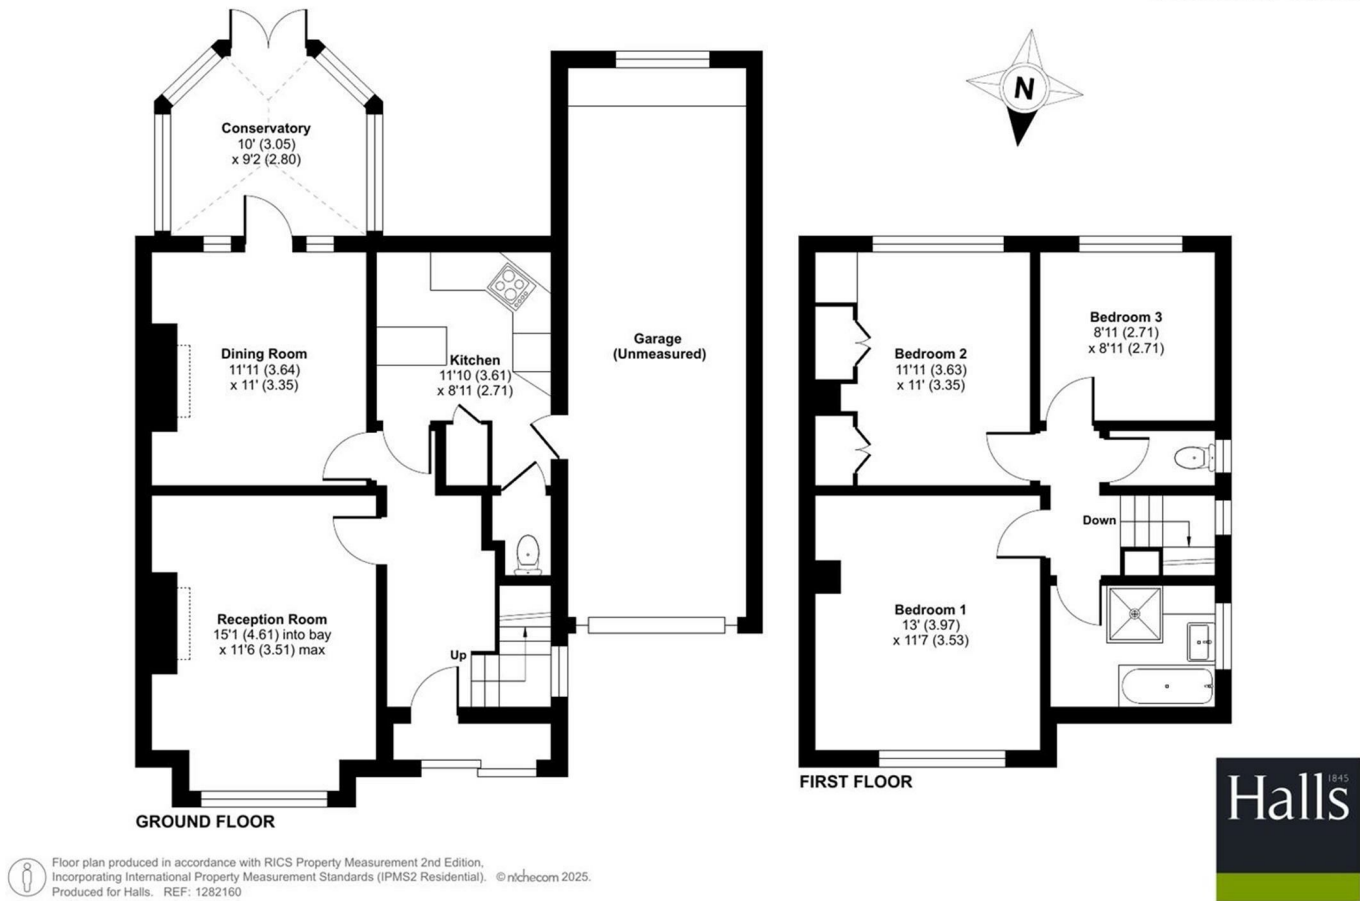 Conservatory
10' (3.05)
x 9'2 (2.80)
N
Garage
(Unmeasured)
Dining Room
11'11 (3.64)
x 11' (3.35)
Kitchen
11'10 (3.61)
x 8'11 (2.71)
Reception Room
15'1 (4.61) into bay
x 11'6 (3.51) max
Up
GROUND FLOOR
Bedroom 2
11'11 (3.63)
x 11' (3.35)
Bedroom 3
8'11 (2.71)
x 8'11 (2.71)
Down
Bedroom 1
13' (3.97)
x 11'7 (3.53)
FIRST FLOOR
Halls 1845
Floor plan produced in accordance with RICS Property Measurement 2nd Edition,
Incorporating International Property Measurement Standards (IPMS2 Residential). © nichecom 2025.
Produced for Halls. REF: 1282160